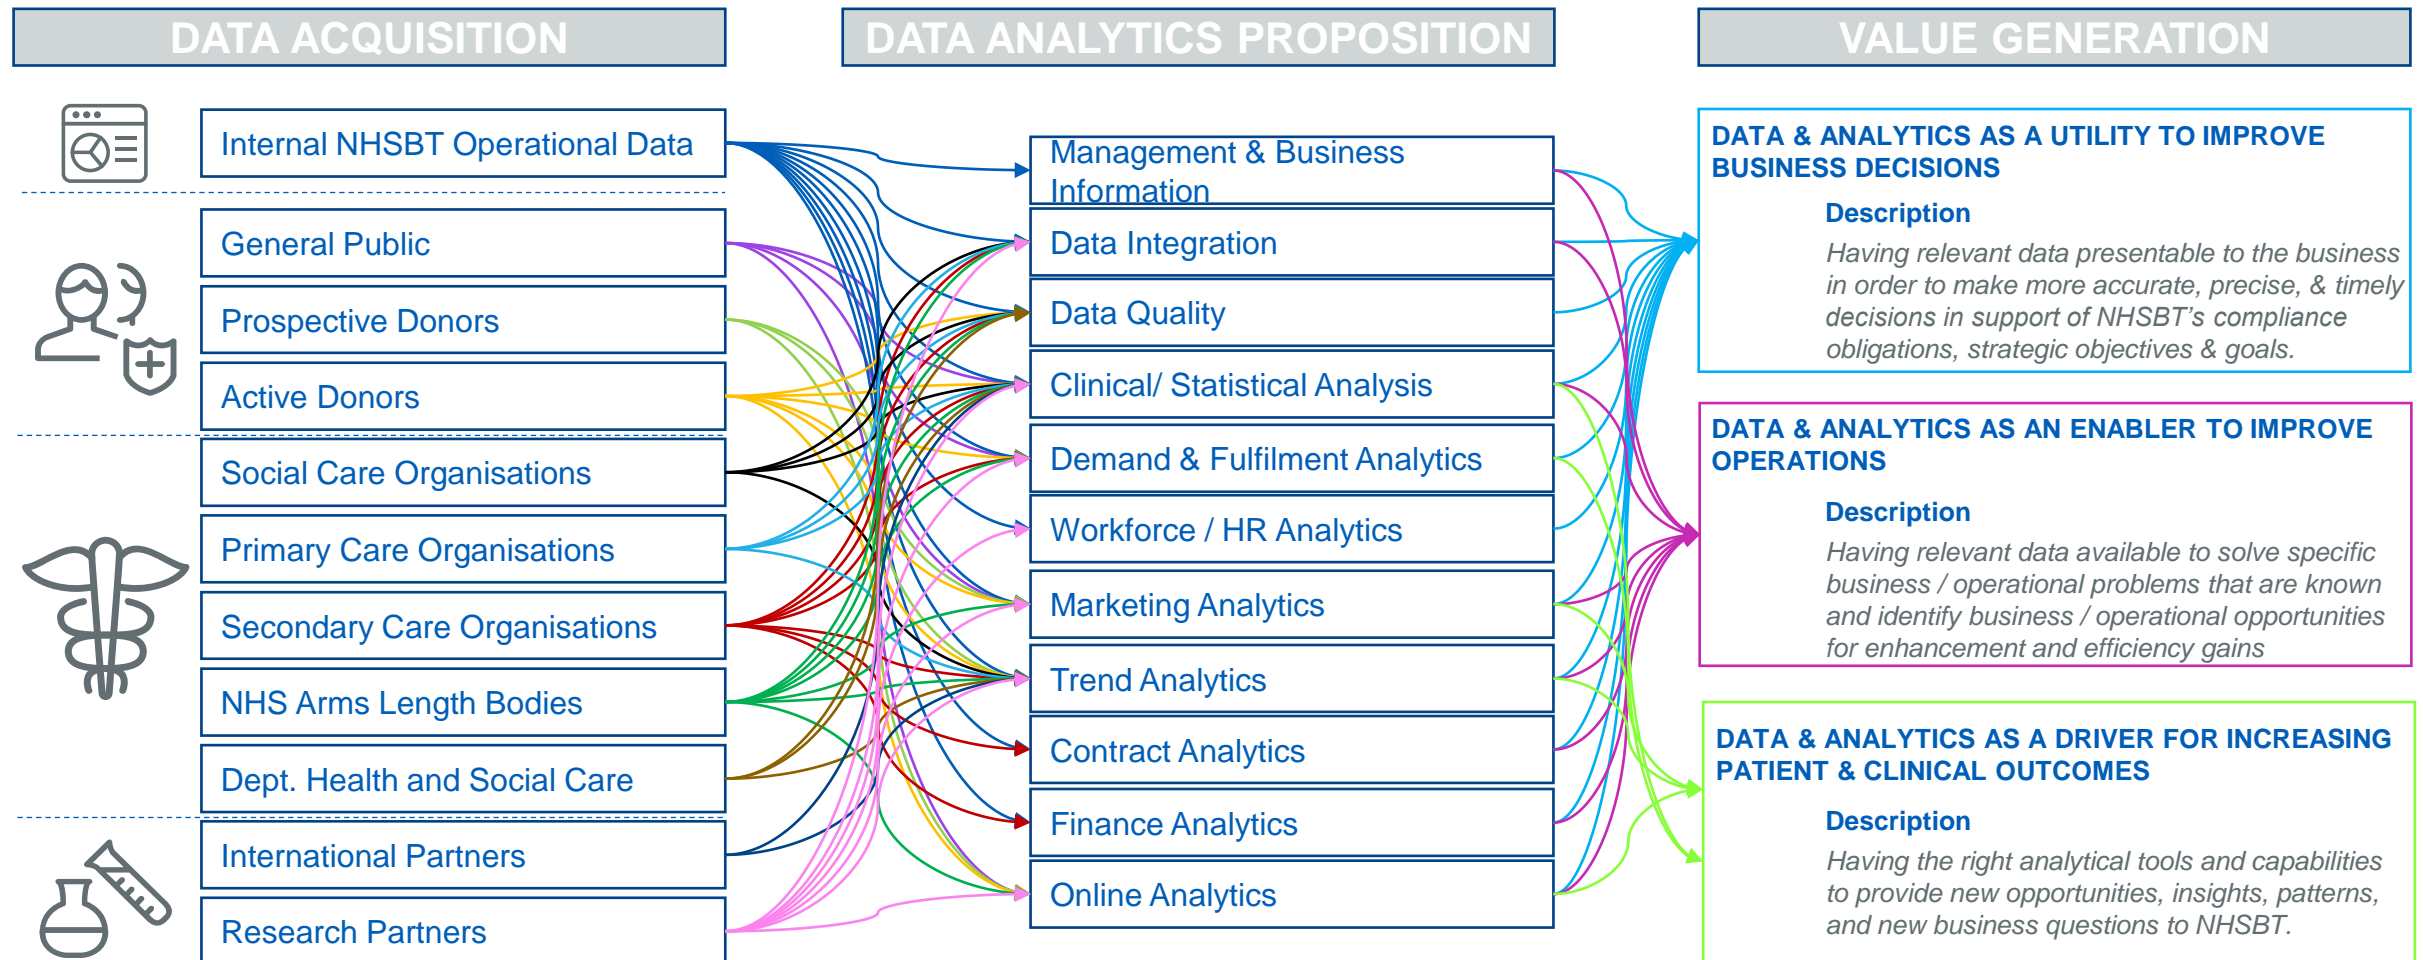 DATA ACQUISITION
Internal NHSBT Operational Data
General Public
Prospective Donors
Active Donors
Social Care Organisations
Primary Care Organisations
Secondary Care Organisations
NHS Arms Length Bodies
Dept. Health and Social Care
International Partners
Research Partners
DATA ANALYTICS PROPOSITION
Management & Business
Information
Data Integration
Data Quality
Clinical/ Statistical Analysis
Demand & Fulfilment Analytics
Workforce / HR Analytics
Marketing Analytics
Trend Analytics
Contract Analytics
Finance Analytics
Online Analytics
VALUE GENERATION
DATA & ANALYTICS AS A UTILITY TO IMPROVE
BUSINESS DECISIONS
Description
Having relevant data presentable to the business
in order to make more accurate, precise, & timely
decisions in support of NHSBT's compliance
obligations, strategic objectives & goals.
DATA & ANALYTICS AS AN ENABLER TO IMPROVE
OPERATIONS
Description
Having relevant data available to solve specific
business / operational problems that are known
and identify business / operational opportunities
for enhancement and efficiency gains
DATA & ANALYTICS AS A DRIVER FOR INCREASING
PATIENT & CLINICAL OUTCOMES
Description
Having the right analytical tools and capabilities
to provide new opportunities, insights, patterns,
and new business questions to NHSBT.